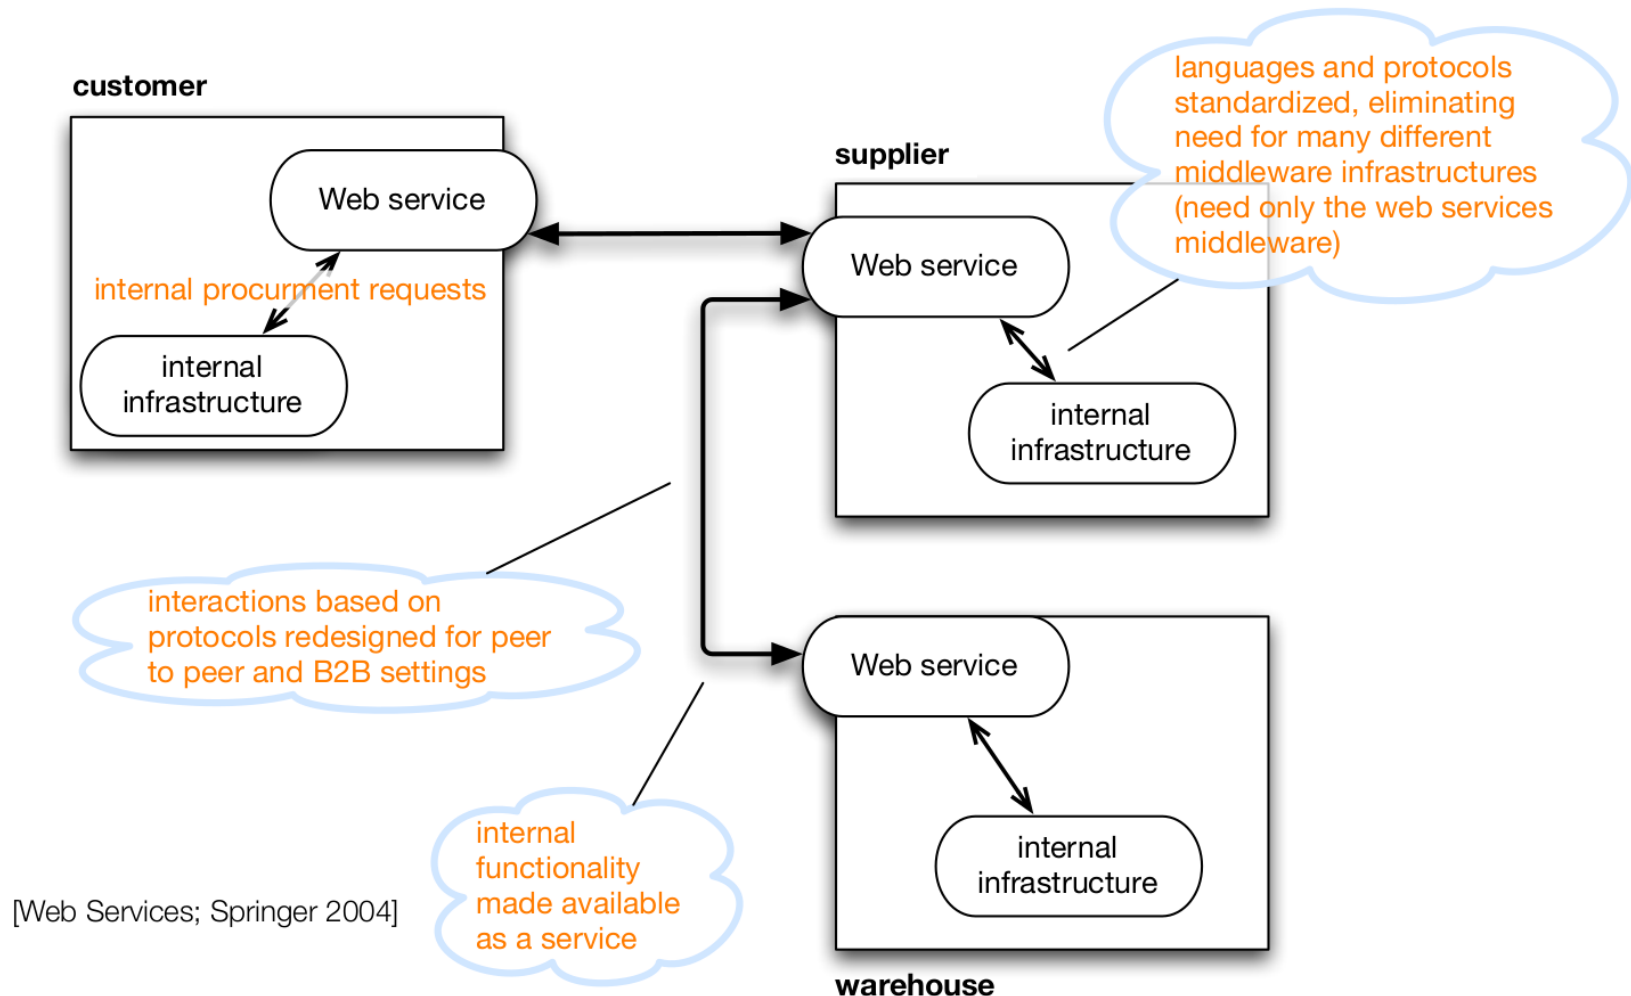 customer
Web service
internal procurment requests
internal
infrastructure
supplier
Web service
internal
infrastructure
languages and protocols
standardized, eliminating
need for many different
middleware infrastructures
(need only the web services
middleware)
interactions based on
protocols redesigned for peer
to peer and B2B settings
internal
functionality
made available
as a service
Web service
internal
infrastructure
warehouse
[Web Services; Springer 2004]